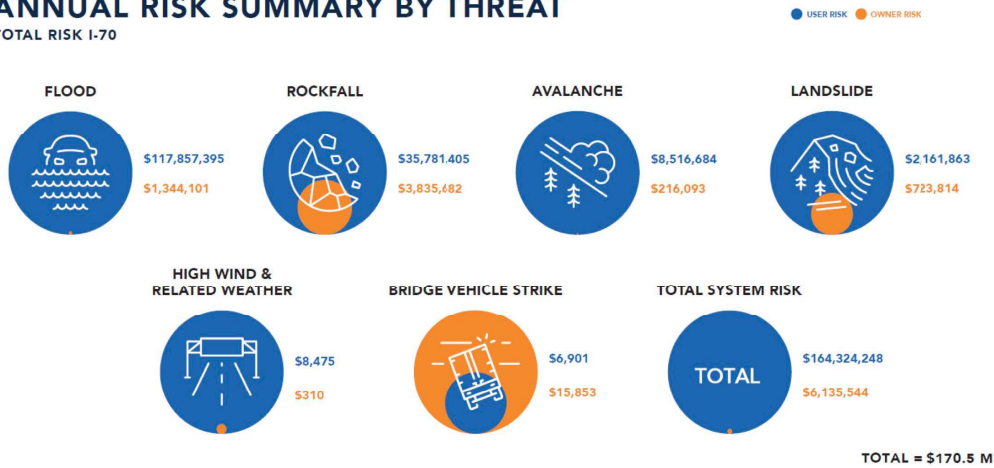 ANNUAL RISK SUMMARY BY THREAT
TOTAL RISK I-70
USER RISK OWNER RISK
FLOOD
$117,857,395
$1,344,101
ROCKFALL
$35,781,405
$3,835,682
AVALANCHE
$8,516,684
$216,093
LANDSLIDE
$2,161,863
$723,814
HIGH WIND &
RELATED WEATHER
$8,475
$310
BRIDGE VEHICLE STRIKE
$6,901
$15,853
TOTAL SYSTEM RISK
TOTAL
$164,324,248
$6,135,544
TOTAL = $170.5 M